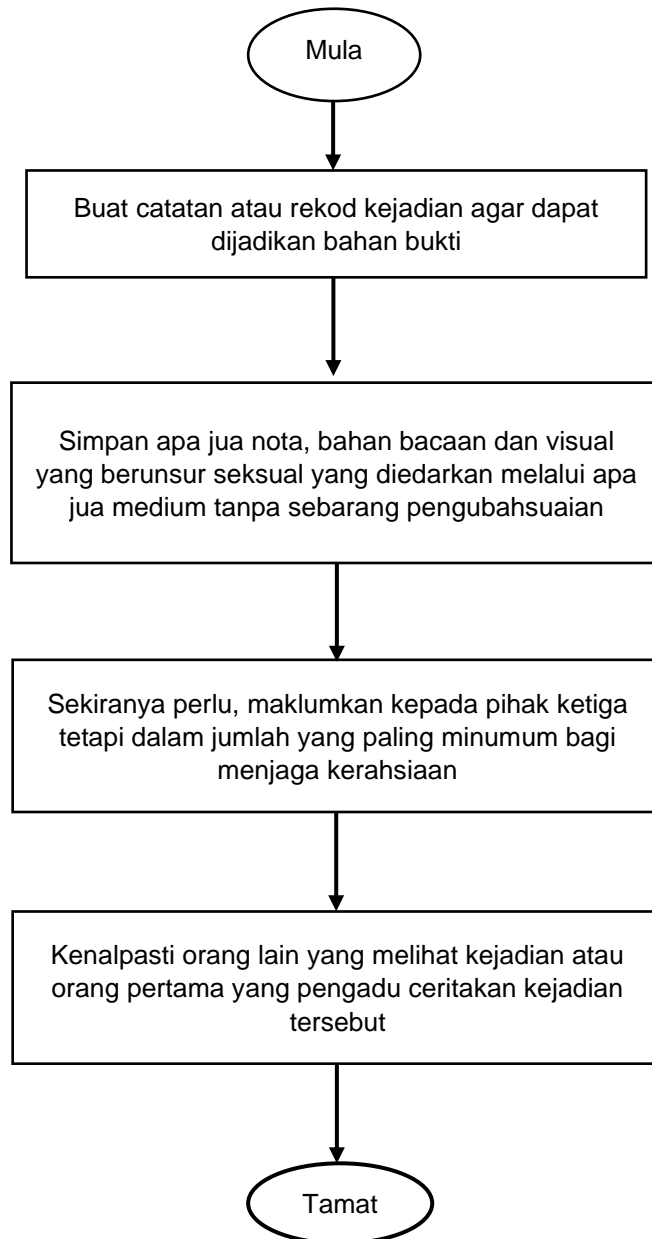 Mula
Buat catatan atau rekod kejadian agar dapat
dijadikan bahan bukti
Simpan apa jua nota, bahan bacaan dan visual
yang berunsur seksual yang diedarkan melalui apa
jua medium tanpa sebarang pengubahsuaian
Sekiranya perlu, maklumkan kepada pihak ketiga
tetapi dalam jumlah yang paling minumum bagi
menjaga kerahsiaan
Kenalpasti orang lain yang melihat kejadian atau
orang pertama yang pengadu ceritakan kejadian
tersebut
Tamat